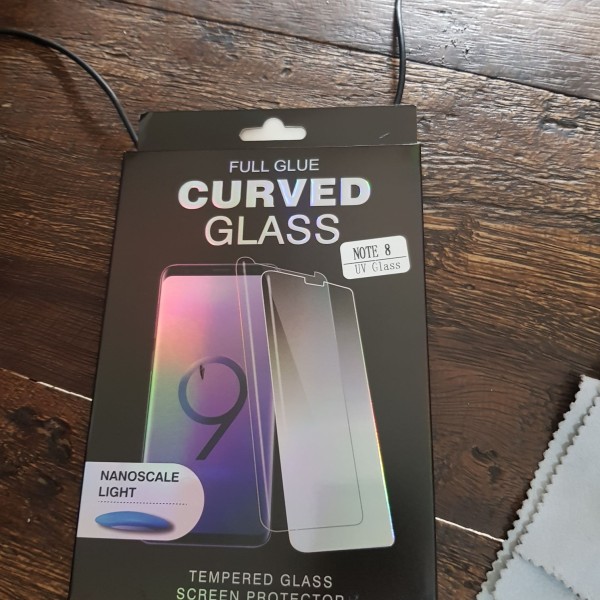 FULL GLUE
CURVED
GLASS
NOTE 8
UV Glass
9
NANOSCALE
LIGHT
TEMPERED GLASS
SCREEN PROTECTOR